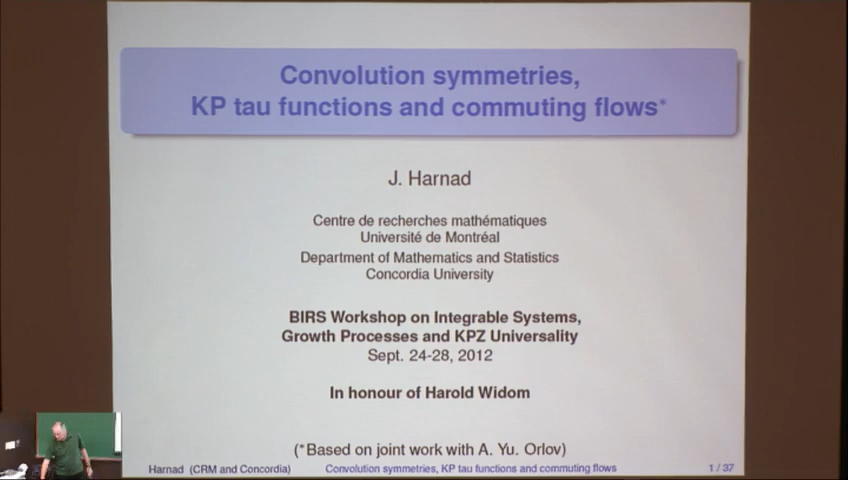 Convolution symmetries,
KP tau functions and commuting flows*
J. Harnad
Centre de recherches mathématiques
Université de Montréal
Department of Mathematics and Statistics
Concordia University
BIRS Workshop on Integrable Systems,
Growth Processes and KPZ Universality
Sept. 24-28, 2012
In honour of Harold Widom
(*Based on joint work with A. Yu. Orlov)
Harnad (CRM and Concordia) Convolution symmetries, KP tau functions and commuting flows 1 / 37